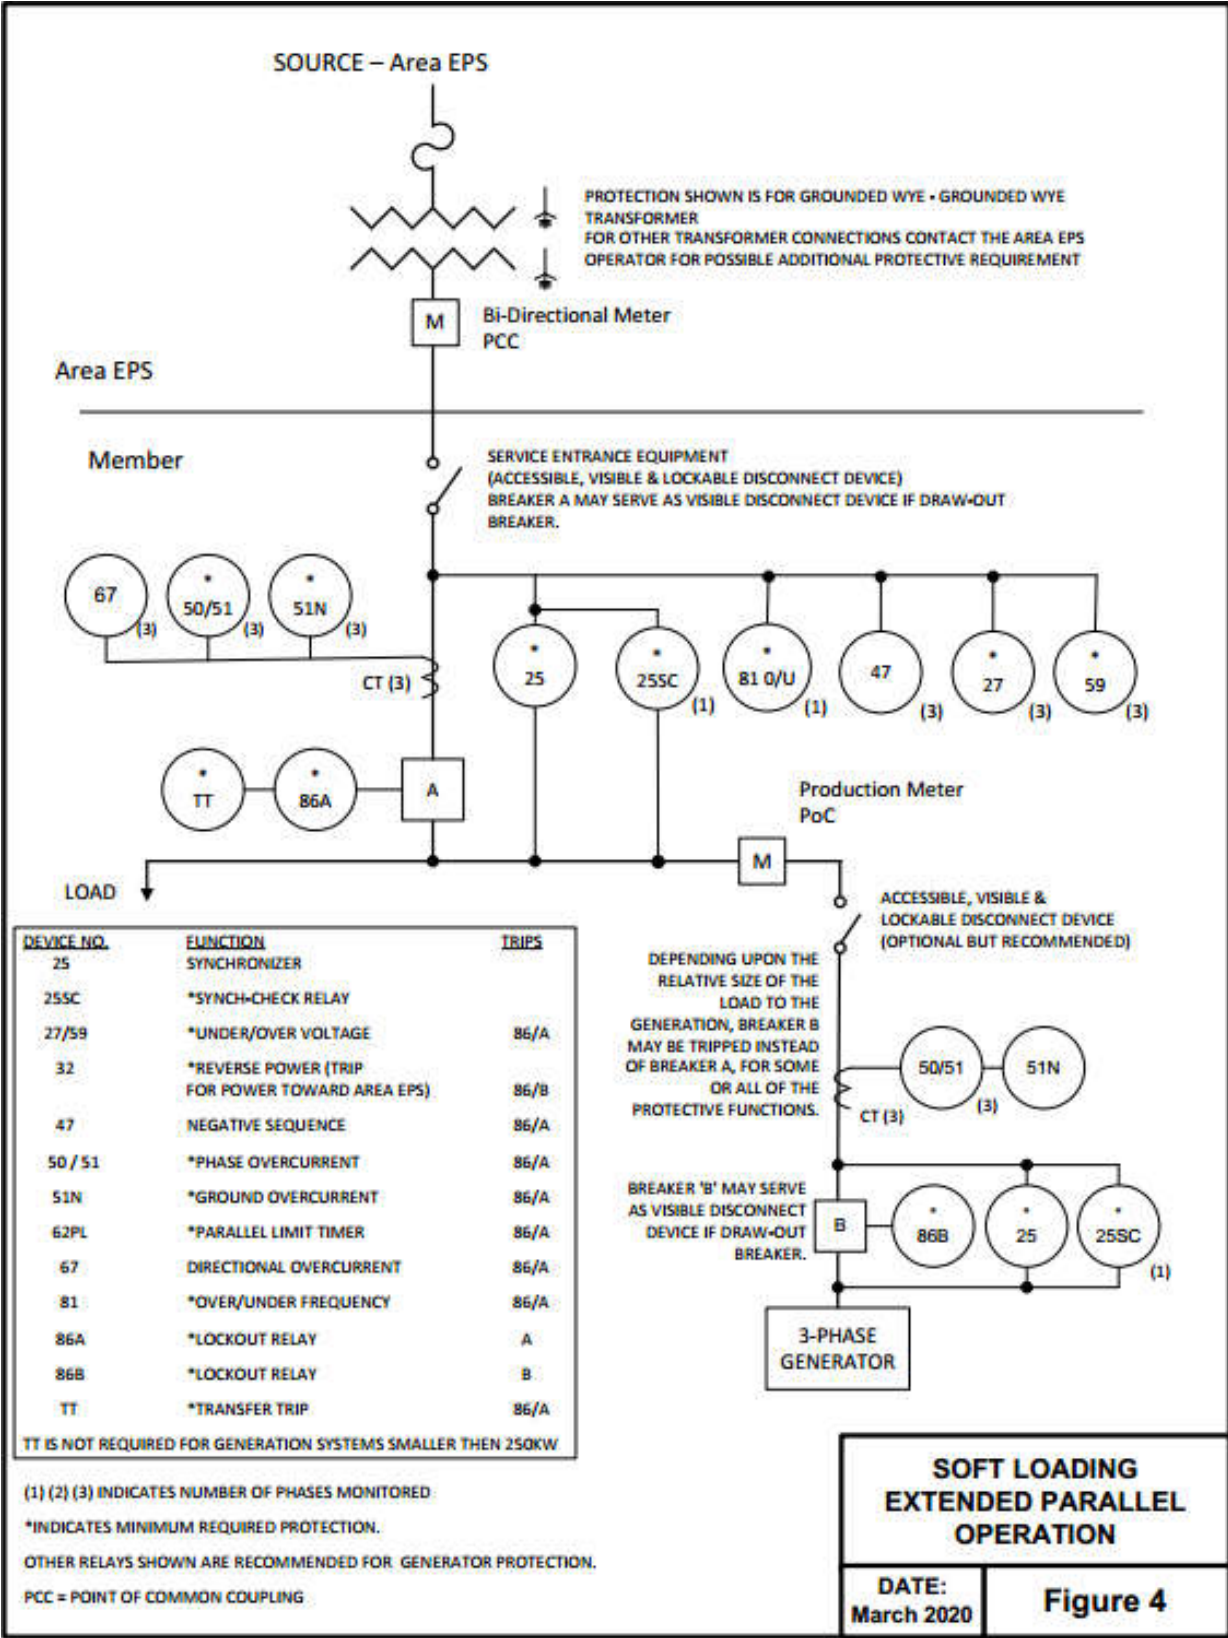 SOURCE – Area EPS
PROTECTION SHOWN IS FOR GROUNDED WYE - GROUNDED WYE
TRANSFORMER
FOR OTHER TRANSFORMER CONNECTIONS CONTACT THE AREA EPS
OPERATOR FOR POSSIBLE ADDITIONAL PROTECTIVE REQUIREMENT
M
Bi-Directional Meter
PCC
Area EPS
Member
SERVICE ENTRANCE EQUIPMENT
(ACCESSIBLE, VISIBLE & LOCKABLE DISCONNECT DEVICE)
BREAKER A MAY SERVE AS VISIBLE DISCONNECT DEVICE IF DRAW-OUT
BREAKER.
67
(3)
*
50/51
(3)
*
51N
(3)
CT (3)
*
25
*
25SC
(1)
*
81 0/U
(1)
47
(3)
*
27
(3)
*
59
(3)
*
TT
*
86A
A
Production Meter
PoC
M
LOAD
ACCESSIBLE, VISIBLE &
LOCKABLE DISCONNECT DEVICE
(OPTIONAL BUT RECOMMENDED)
DEPENDING UPON THE
RELATIVE SIZE OF THE
LOAD TO THE
GENERATION, BREAKER B
MAY BE TRIPPED INSTEAD
OF BREAKER A, FOR SOME
OR ALL OF THE
PROTECTIVE FUNCTIONS.
50/51
(3)
51N
CT (3)
BREAKER 'B' MAY SERVE
AS VISIBLE DISCONNECT
DEVICE IF DRAW-OUT
BREAKER.
B
*
86B
*
25
*
25SC
(1)
3-PHASE
GENERATOR
DEVICE NO. FUNCTION TRIPS
25 SYNCHRONIZER
25SC *SYNCH-CHECK RELAY
27/59 *UNDER/OVER VOLTAGE 86/A
32 *REVERSE POWER (TRIP
FOR POWER TOWARD AREA EPS) 86/B
47 NEGATIVE SEQUENCE 86/A
50 / 51 *PHASE OVERCURRENT 86/A
51N *GROUND OVERCURRENT 86/A
62PL *PARALLEL LIMIT TIMER 86/A
67 DIRECTIONAL OVERCURRENT 86/A
81 *OVER/UNDER FREQUENCY 86/A
86A *LOCKOUT RELAY A
86B *LOCKOUT RELAY B
TT *TRANSFER TRIP 86/A
TT IS NOT REQUIRED FOR GENERATION SYSTEMS SMALLER THEN 250KW
(1) (2) (3) INDICATES NUMBER OF PHASES MONITORED
*INDICATES MINIMUM REQUIRED PROTECTION.
OTHER RELAYS SHOWN ARE RECOMMENDED FOR GENERATOR PROTECTION.
PCC = POINT OF COMMON COUPLING
SOFT LOADING
EXTENDED PARALLEL
OPERATION
DATE:
March 2020
Figure 4